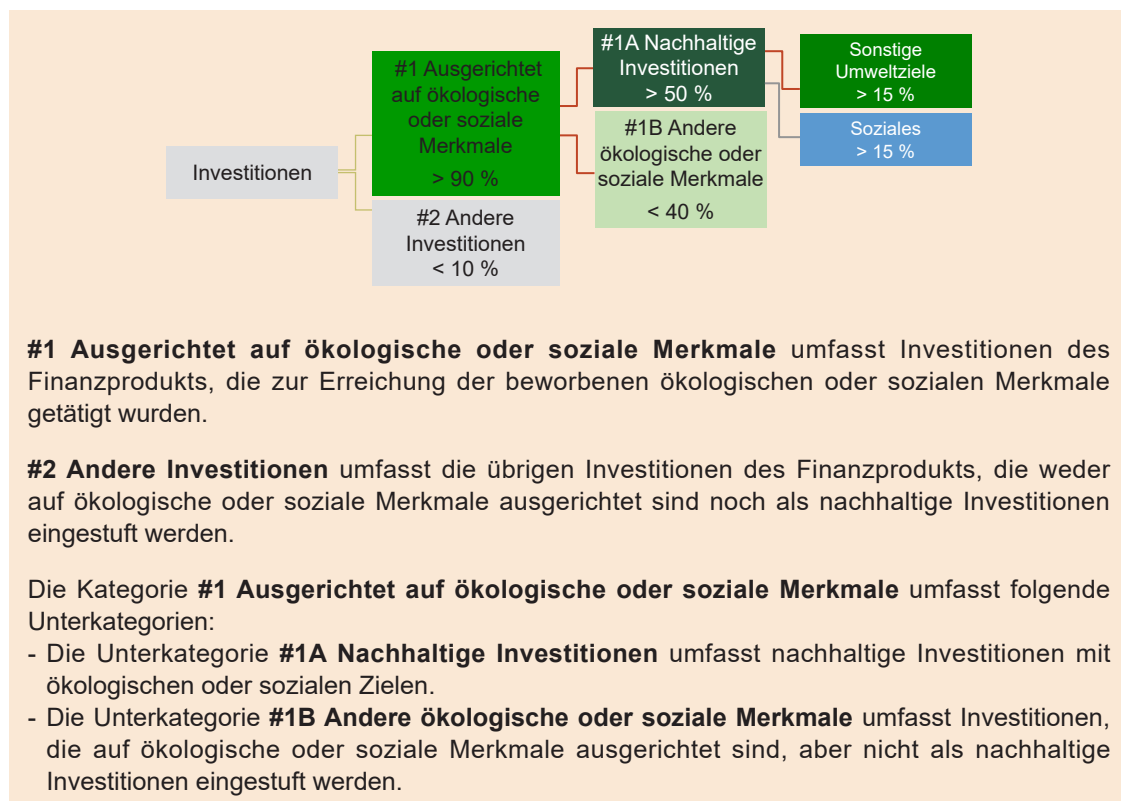 Investitionen
#1 Ausgerichtet
auf ökologische
oder soziale
Merkmale
> 90 %
#2 Andere
Investitionen
< 10 %
#1A Nachhaltige
Investitionen
> 50 %
#1B Andere
ökologische oder
soziale Merkmale
< 40 %
Sonstige
Umweltziele
> 15 %
Soziales
> 15 %
#1 Ausgerichtet auf ökologische oder soziale Merkmale umfasst Investitionen des
Finanzprodukts, die zur Erreichung der beworbenen ökologischen oder sozialen Merkmale
getätigt wurden.
#2 Andere Investitionen umfasst die übrigen Investitionen des Finanzprodukts, die weder
auf ökologische oder soziale Merkmale ausgerichtet sind noch als nachhaltige Investitionen
eingestuft werden.
Die Kategorie #1 Ausgerichtet auf ökologische oder soziale Merkmale umfasst folgende
Unterkategorien:
- Die Unterkategorie #1A Nachhaltige Investitionen umfasst nachhaltige Investitionen mit
ökologischen oder sozialen Zielen.
- Die Unterkategorie #1B Andere ökologische oder soziale Merkmale umfasst Investitionen,
die auf ökologische oder soziale Merkmale ausgerichtet sind, aber nicht als nachhaltige
Investitionen eingestuft werden.